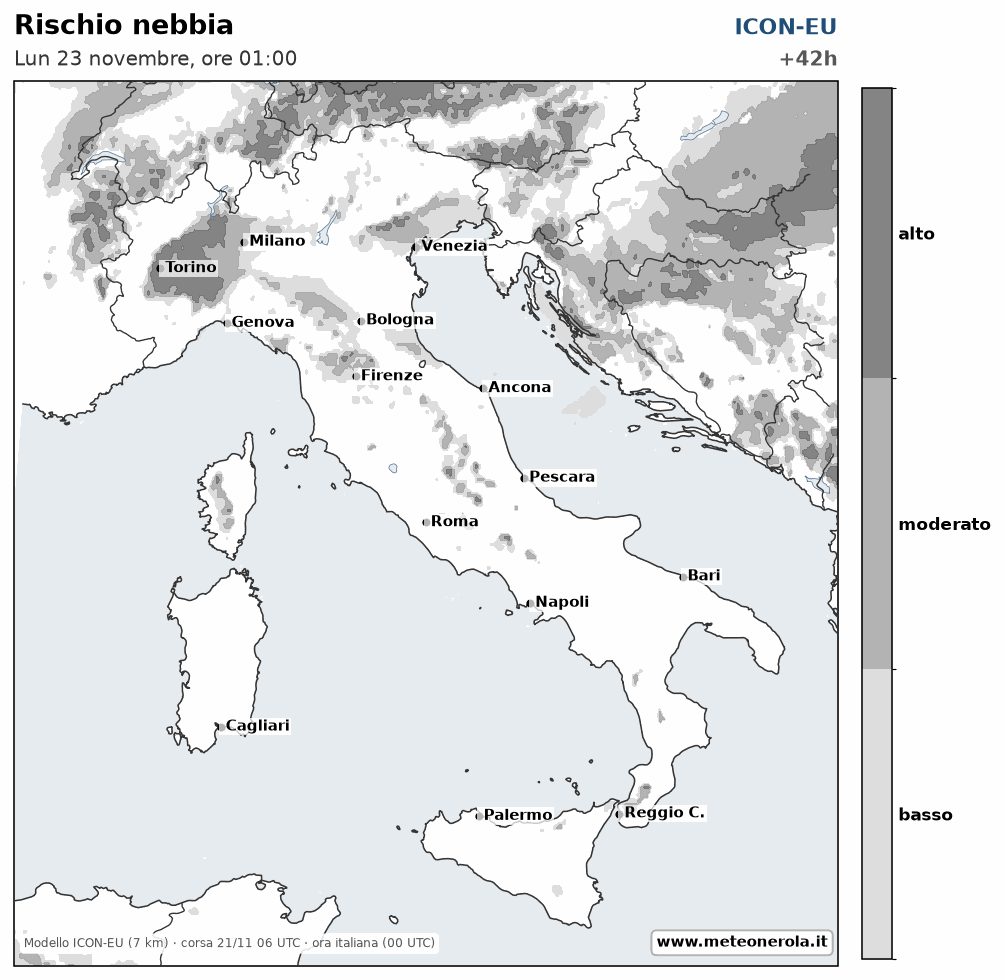 Rischio nebbia
ICON-EU
Lun 23 novembre, ore 01:00
+42h
alto
Milano
Venezia
Torino
Genova
Bologna
Firenze
Ancona
Pescara
Roma
moderato
Bari
Napoli
Cagliari
Palermo
Reggio C.
basso
Modello ICON-EU (7 km) · corsa 21/11 06 UTC · ora italiana (00 UTC)
www.meteonerola.it